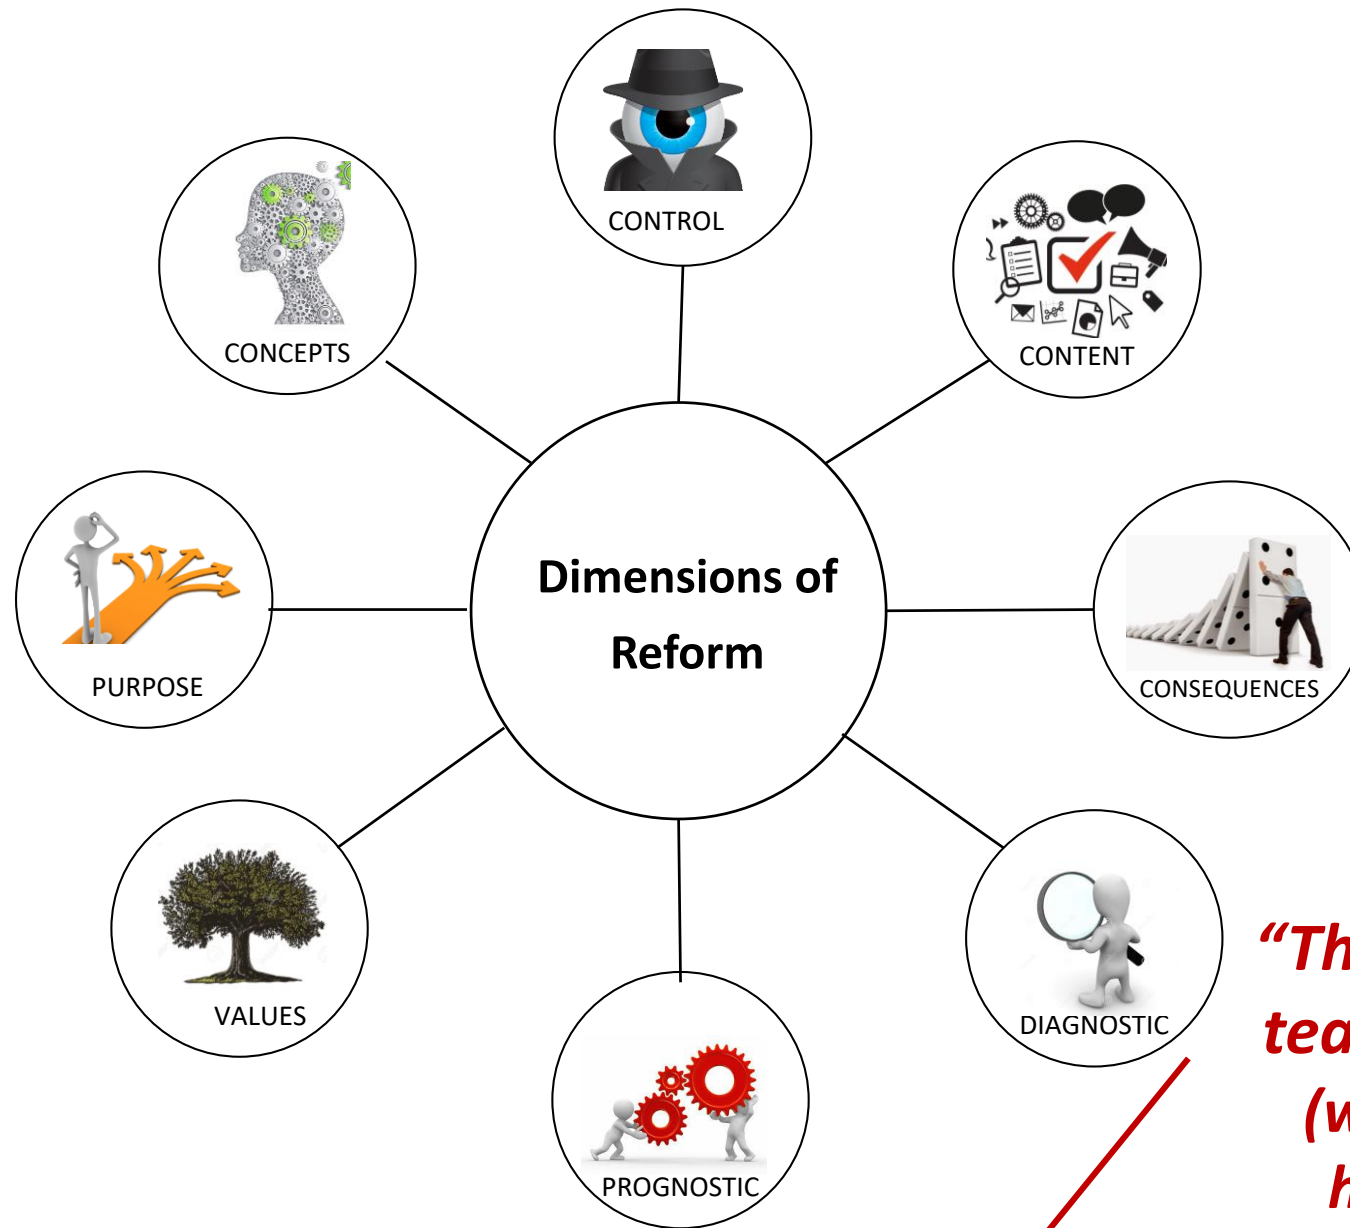 CONTROL
CONCEPTS
CONTENT
Dimensions of
Reform
PURPOSE
CONSEQUENCES
VALUES
DIAGNOSTIC
PROGNOSTIC